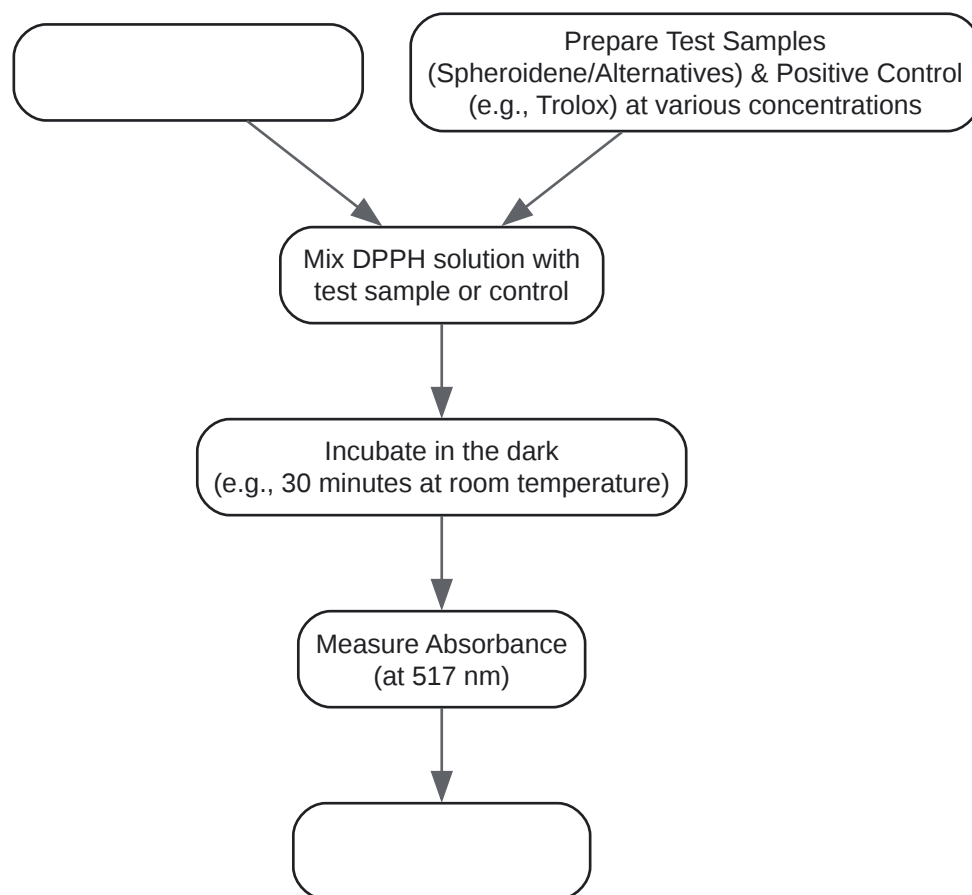 Prepare Test Samples
(Spheroidene/Alternatives) & Positive Control
(e.g., Trolox) at various concentrations
Mix DPPH solution with
test sample or control
Incubate in the dark
(e.g., 30 minutes at room temperature)
Measure Absorbance
(at 517 nm)